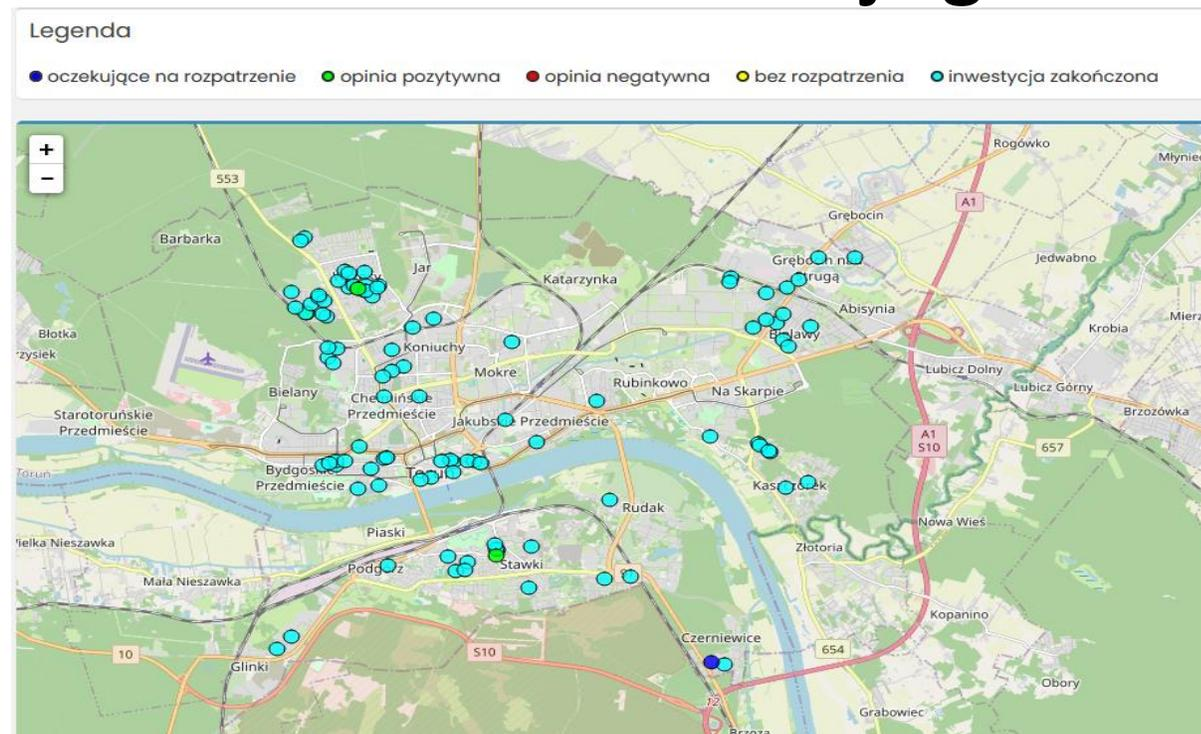 Legenda
oczekujące na rozpatrzenie opinia pozytywna opinia negatywna bez rozpatrzenia inwestycja zakończona
+
−
Rogówko
553
A1
Grębocin
Barbarka
Jar
Katarzynka
Jedwabno
Abisynia
Błotka
Krobia
Koniuchy
Mokre
Lubicz Dolny
Rubinkowo
Na Skarpie
Lubicz Górny
Bielany
Przedmieście
Brzozówka
Starotoruńskie
Przedmieście
Jakubskie Przedmieście
A1
S10
657
Toruń
Przedmieście
Rudak
Nowa Wieś
Piaski
Złotoria
Mała Nieszawka
Stawki
Kopanino
Czerniewice
10
S10
654
Glinki
Obory
12
Grabowiec